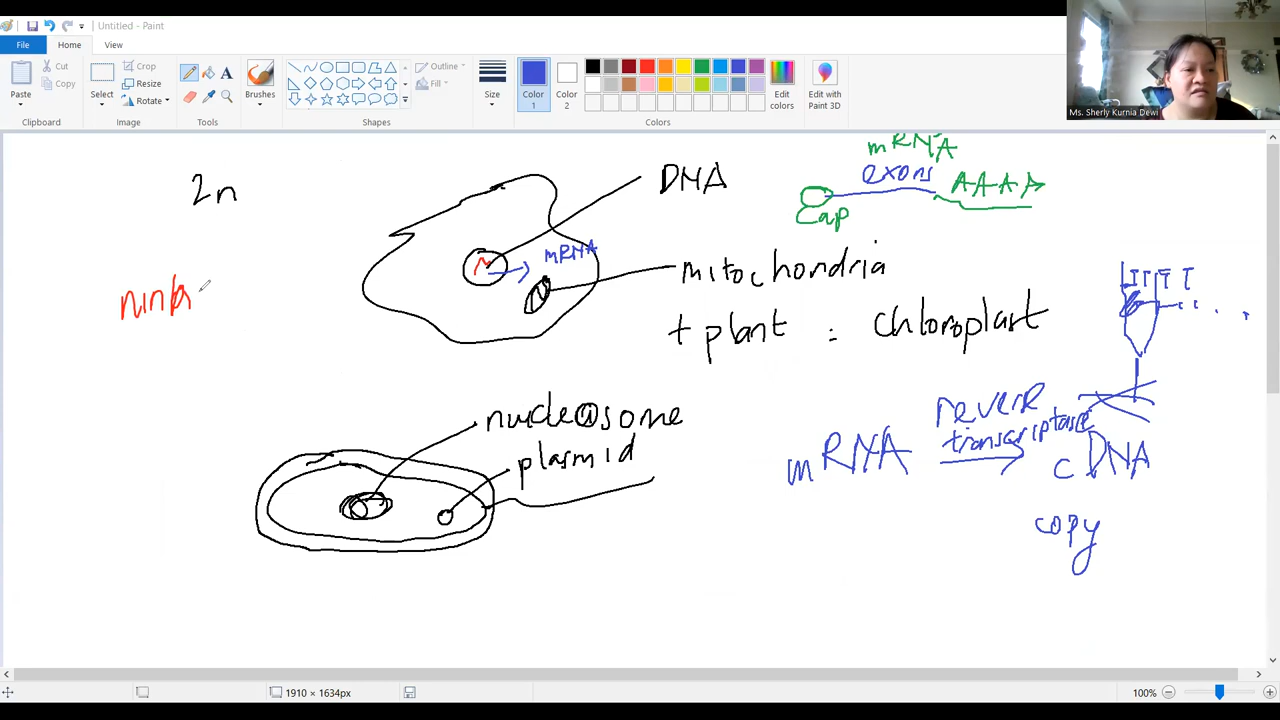 Untitled - Paint
File
Home
View
Paste
Cut
Copy
Clipboard
Select
Crop
Resize
Rotate
Image
Tools
Brushes
Outline
Fill
Shapes
Size
Color 1
Color 2
Edit colors
Colors
Edit with Paint 3D
Ms. Sherly Kurnia Dewi
2n
DNA
mRNA
mRNA
exons
AAAA
Cap
mitochondria
+ plant : chloroplast
TTTT
nucleosome
plasmid
mRNA
reverse transcriptase
cDNA
copy
1910 × 1634px
100%